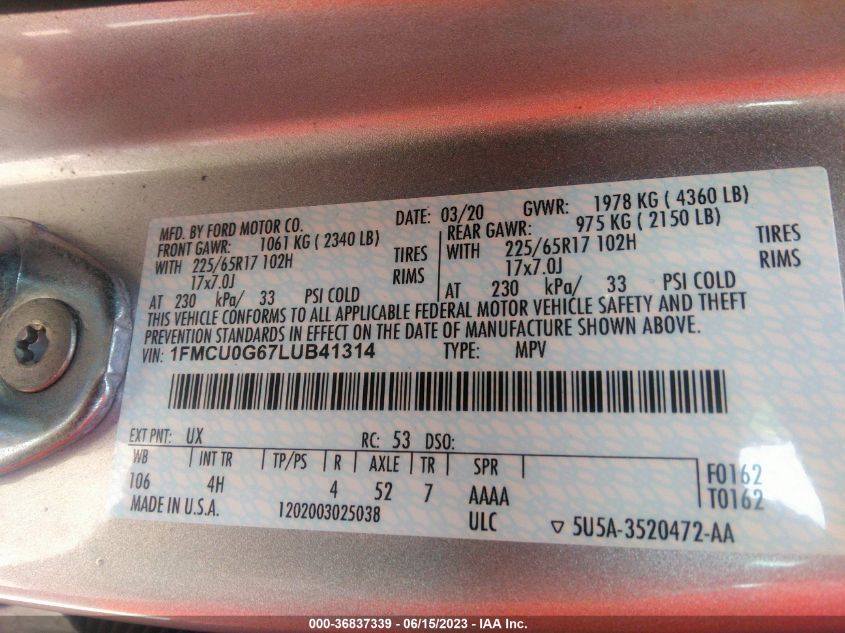 MFD. BY FORD MOTOR CO. DATE: 03/20 GVWR: 1978 KG ( 4360 LB)
FRONT GAWR: 1061 KG ( 2340 LB) REAR GAWR: 975 KG ( 2150 LB)
WITH 225/65R17 102H TIRES WITH 225/65R17 102H TIRES
17x7.0J RIMS 17x7.0J RIMS
AT 230 kPa/ 33 PSI COLD AT 230 kPa/ 33 PSI COLD
THIS VEHICLE CONFORMS TO ALL APPLICABLE FEDERAL MOTOR VEHICLE SAFETY AND THEFT
PREVENTION STANDARDS IN EFFECT ON THE DATE OF MANUFACTURE SHOWN ABOVE.
VIN: 1FMCU0G67LUB41314 TYPE: MPV
EXT PNT: UX RC: 53 DSO:
WB INT TR TP/PS R AXLE TR SPR F0162
106 4H 4 52 7 AAAA T0162
MADE IN U.S.A. 1202003025038 ULC ▽ 5U5A-3520472-AA
000-36837339 - 06/15/2023 - IAA Inc.